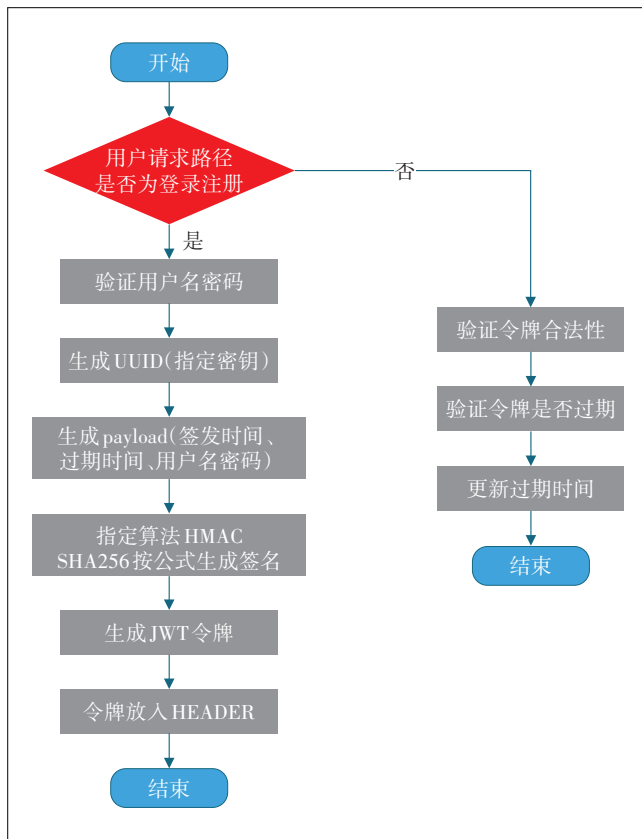 开始
用户请求路径
是否为登录注册
否
是
验证用户名密码
生成UUID(指定密钥)
生成payload(签发时间、
过期时间、用户名密码)
指定算法HMAC
SHA256按公式生成签名
生成JWT令牌
令牌放入HEADER
结束
验证令牌合法性
验证令牌是否过期
更新过期时间
结束